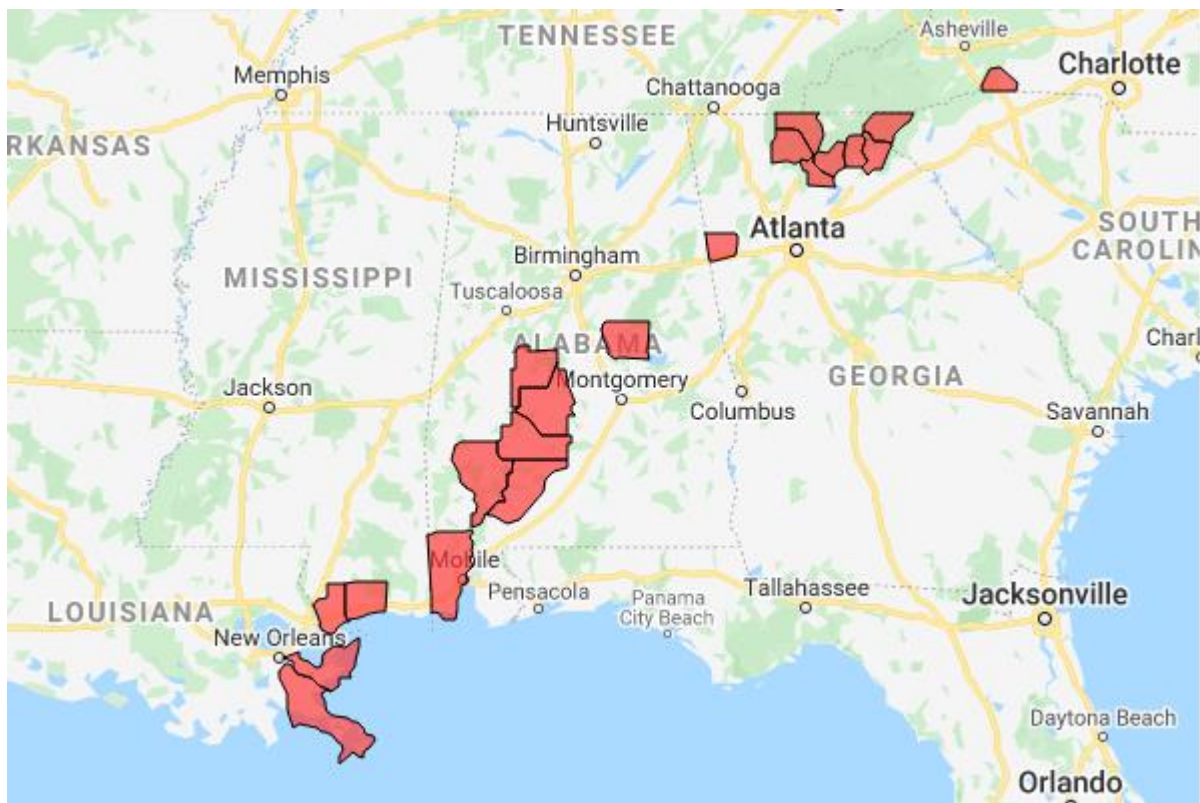 TENNESSEE
Asheville
Memphis
Charlotte
Chattanooga
Huntsville
RKANSAS
Atlanta
SOUTH
CAROLIN
Birmingham
MISSISSIPPI
Tuscaloosa
ALABAMA
Charl
Jackson
Montgomery
GEORGIA
Columbus
Savannah
Mobile
Pensacola
Tallahassee
Jacksonville
LOUISIANA
Panama
City Beach
New Orleans
Daytona Beach
Orlando